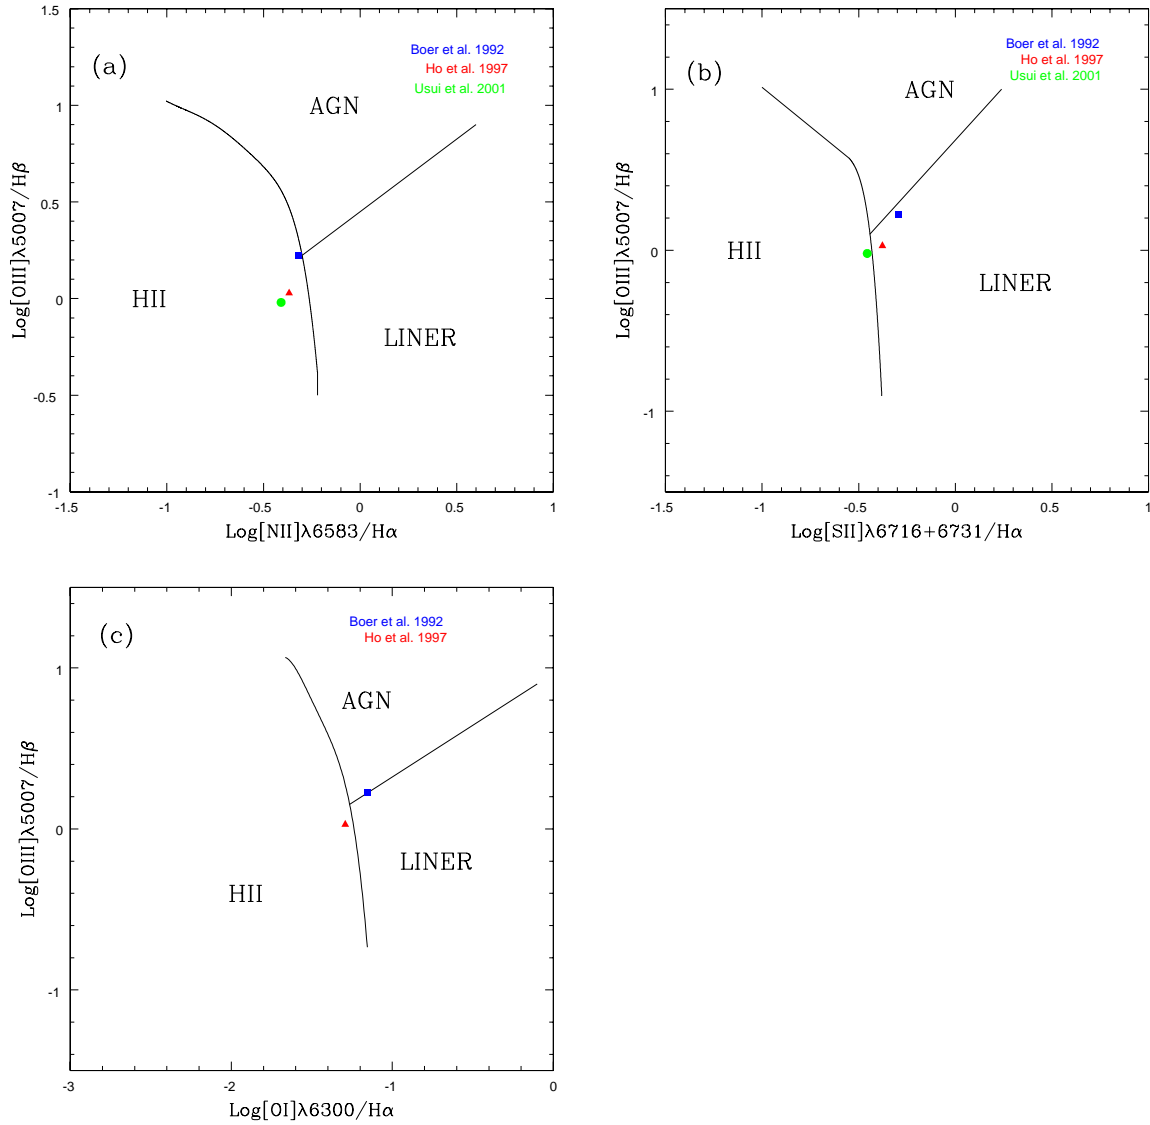 (a)
Boer et al. 1992
Ho et al. 1997
Usui et al. 2001
AGN
HII
LINER
1.5
1
0.5
0
-0.5
-1
-1.5
-1
-0.5
0
0.5
1
Log[OIII]λ5007/Hβ
Log[NII]λ6583/Hα
(b)
Boer et al. 1992
Ho et al. 1997
Usui et al. 2001
AGN
HII
LINER
1
0
-1
-1.5
-1
-0.5
0
0.5
1
Log[OIII]λ5007/Hβ
Log[SII]λ6716+6731/Hα
(c)
Boer et al. 1992
Ho et al. 1997
AGN
LINER
HII
1
0
-1
-3
-2
-1
0
Log[OIII]λ5007/Hβ
Log[OI]λ6300/Hα